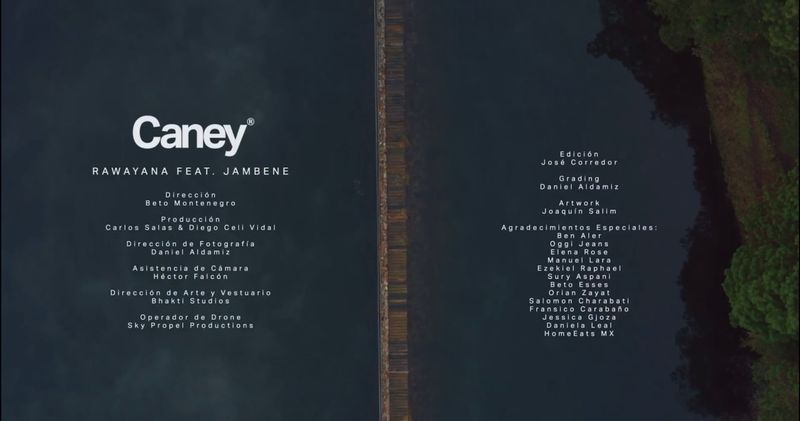 Caney®
RAWAYANA FEAT. JAMBENE
Dirección
Beto Montenegro
Producción
Carlos Salas & Diego Celi Vidal
Dirección de Fotografía
Daniel Aldamiz
Asistencia de Cámara
Héctor Falcón
Dirección de Arte y Vestuario
Bhakti Studios
Operador de Drone
Sky Propel Productions
Edición
José Corredor
Grading
Daniel Aldamiz
Artwork
Joaquín Salim
Agradecimientos Especiales:
Ben Aler
Oggi Jeans
Elena Rose
Manuel Lara
Ezekiel Raphael
Sury Aspani
Beto Esses
Orian Zayat
Salomon Charabati
Fransico Carabaño
Jessica Gjoza
Daniela Leal
HomeEats MX